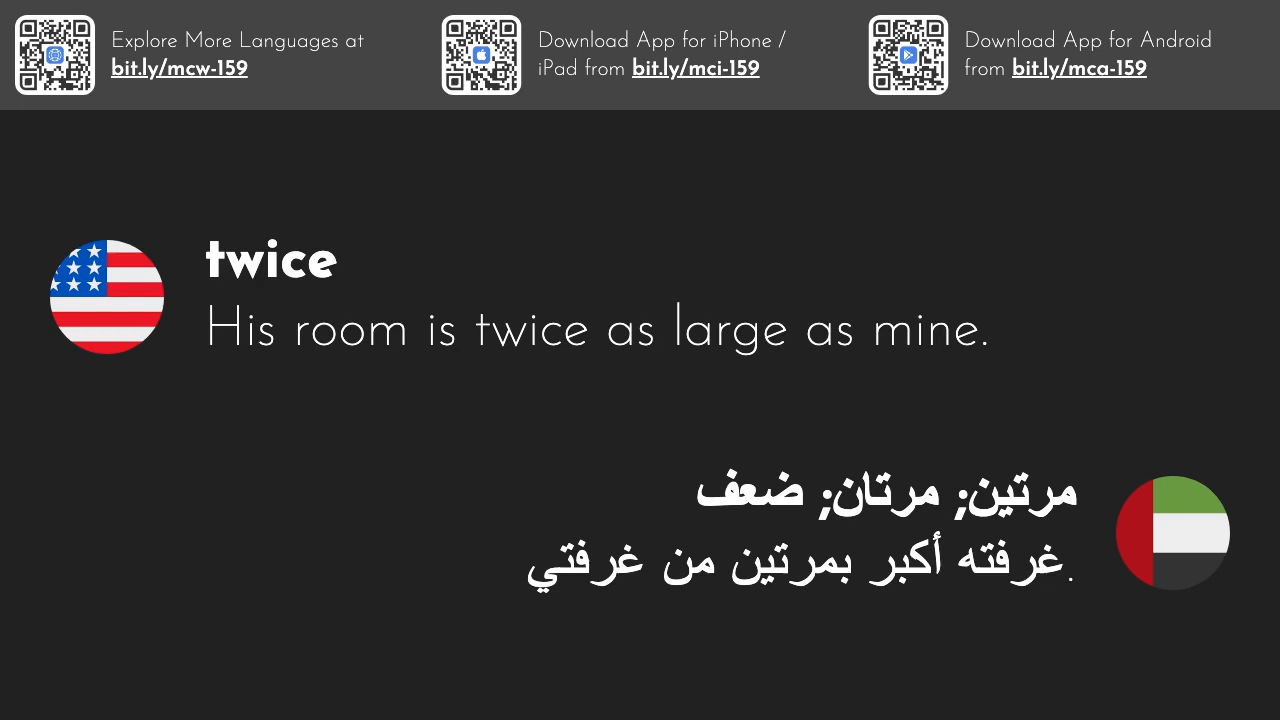 Explore More Languages at
bit.ly/mcw-159
Download App for iPhone /
iPad from bit.ly/mci-159
Download App for Android
from bit.ly/mca-159
twice
His room is twice as large as mine.
مرتين; مرتان; ضعف
غرفته أكبر بمرتين من غرفتي.